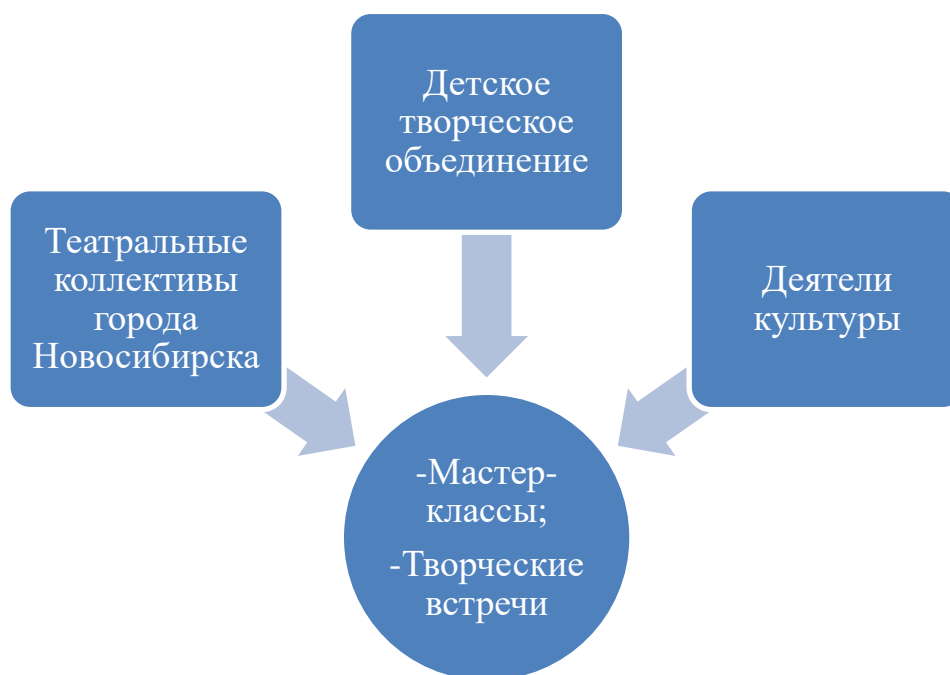 Детское
творческое
объединение
Театральные
коллективы
города
Новосибирска
Деятели
культуры
-Мастер-
классы;
-Творческие
встречи